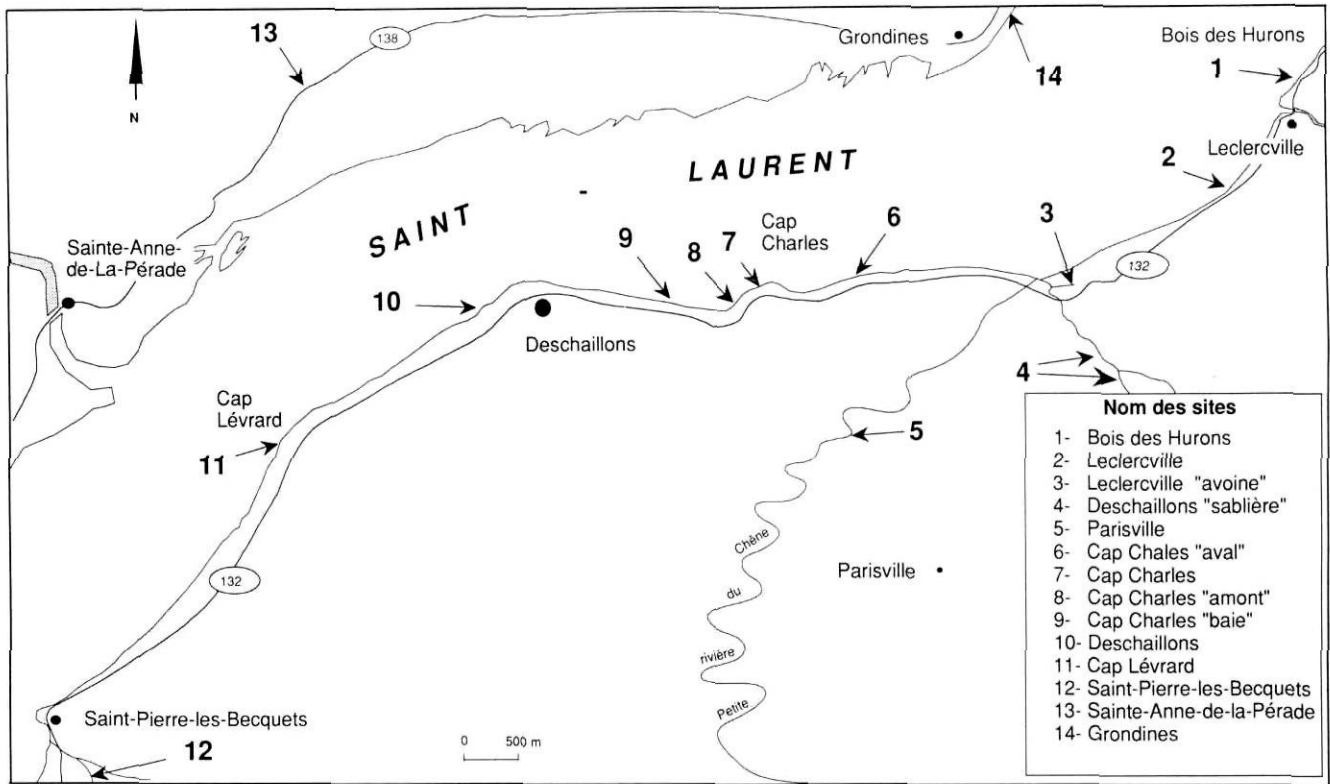 13
138
Grondines
14
Bois des Hurons
1
Leclercville
N
2
LAURENT
-
SAINT
Cap
Charles
6
3
7
8
9
132
Sainte-Anne-
de-La-Pérade
10
Deschaillons
4
Cap
Lévrard
11
5
Chêne
du
rivière
Petite
Parisville
132
Saint-Pierre-les-Becquets
12
0 500 m
Nom des sites
1- Bois des Hurons
2- Leclercville
3- Leclercville "avoine"
4- Deschaillons "sablière"
5- Parisville
6- Cap Chales "aval"
7- Cap Charles
8- Cap Charles "amont"
9- Cap Charles "baie"
10- Deschaillons
11- Cap Lévrard
12- Saint-Pierre-les-Becquets
13- Sainte-Anne-de-la-Pérade
14- Grondines